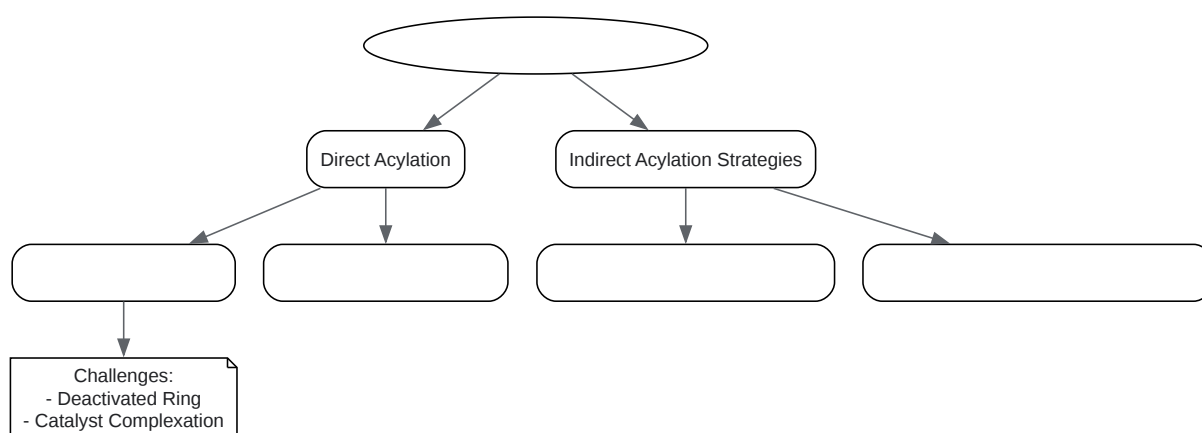 Direct Acylation
Indirect Acylation Strategies
Challenges:
- Deactivated Ring
- Catalyst Complexation